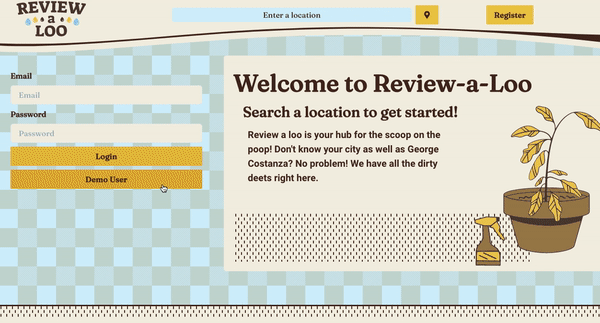 REVIEW
a
LOO
Enter a location
Register
Email
Email
Password
Password
Login
Demo User
Welcome to Review-a-Loo
Search a location to get started!
Review a loo is your hub for the scoop on the
poop! Don't know your city as well as George
Costanza? No problem! We have all the dirty
deets right here.